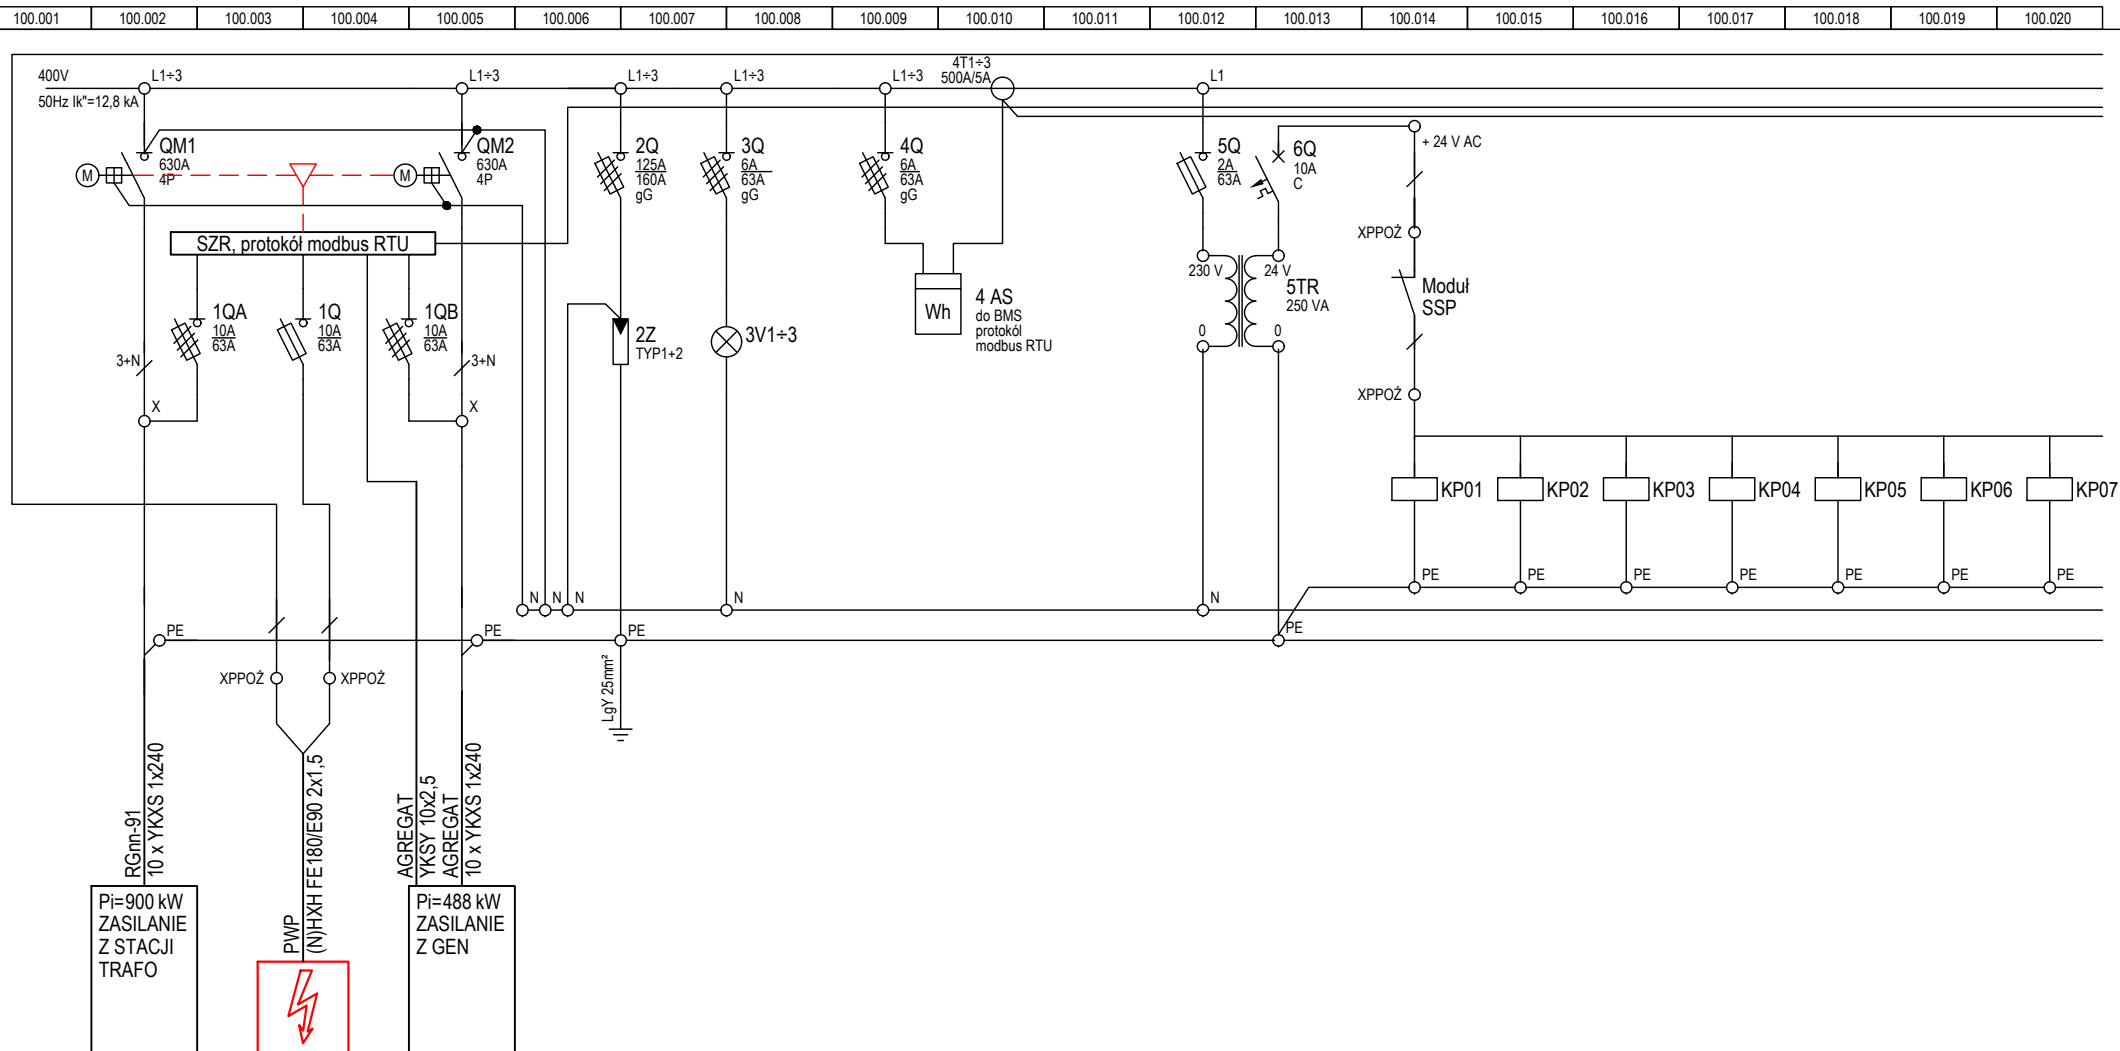 100.001 100.002 100.003 100.004 100.005 100.006 100.007 100.008 100.009 100.010 100.011 100.012 100.013 100.014 100.015 100.016 100.017 100.018 100.019 100.020
400V
50Hz Ik"=12,8 kA
L1÷3
L1÷3
L1÷3
L1÷3
L1÷3
4T1÷3
500A/5A
L1
+ 24 V AC
QM1
630A
4P
M
QM2
630A
4P
M
2Q
125A
160A
gG
3Q
6A
63A
gG
4Q
6A
63A
gG
5Q
2A
63A
6Q
10A
C
SZR, protokół modbus RTU
XPPOŻ
230 V
24 V
5TR
250 VA
0
0
Moduł
SSP
XPPOŻ
1QA
10A
63A
1Q
10A
63A
1QB
10A
63A
3+N
3+N
X
X
2Z
TYP1+2
3V1÷3
Wh
4 AS
do BMS
protokól
modbus RTU
KP01
KP02
KP03
KP04
KP05
KP06
KP07
PE
PE
PE
PE
PE
PE
PE
N
N
N
N
N
PE
PE
PE
PE
XPPOŻ
XPPOŻ
LgY 25mm²
RGnn-91
10 x YKXS 1x240
PWP
(N)HXH FE180/E90 2x1,5
AGREGAT
YKSY 10x2,5
AGREGAT
10 x YKXS 1x240
Pi=900 kW
ZASILANIE
Z STACJI
TRAFO
Pi=488 kW
ZASILANIE
Z GEN